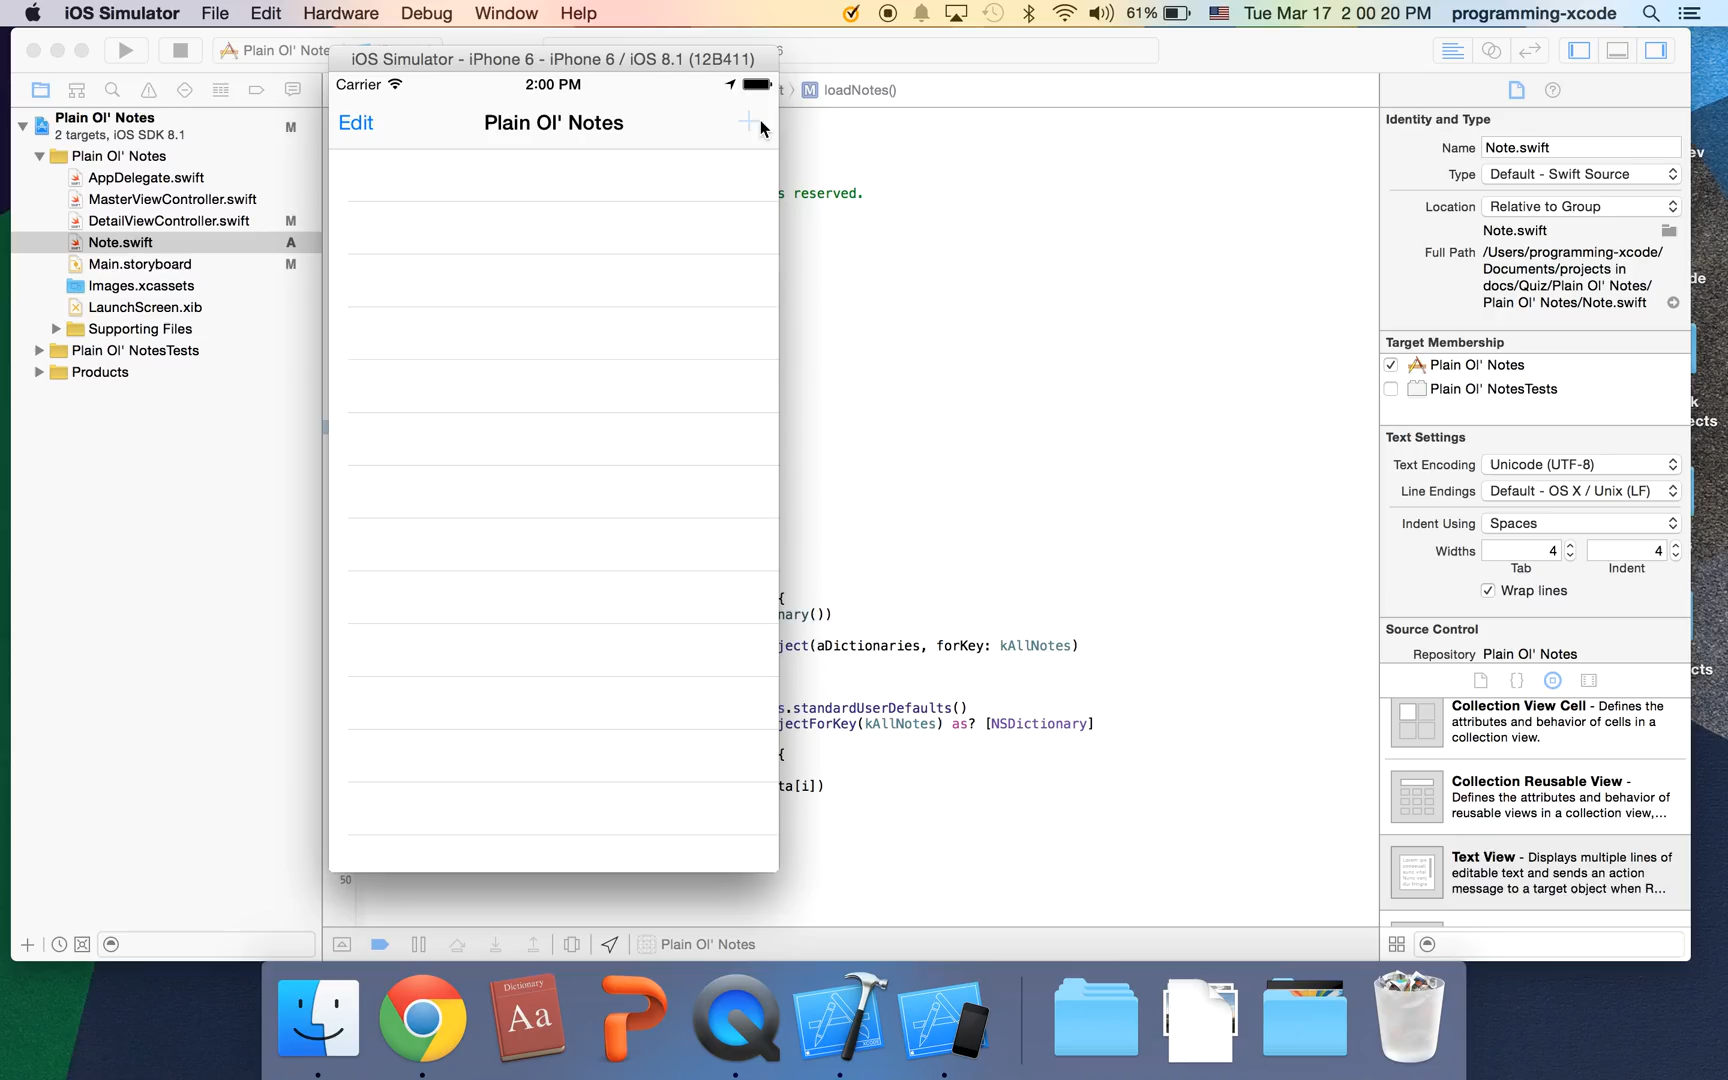 iOS Simulator File Edit Hardware Debug Window Help 61% Tue Mar 17 2 00 20 PM programming-xcode
Plain Ol' Note
iOS Simulator - iPhone 6 - iPhone 6 / iOS 8.1 (12B411)
6
Carrier 2:00 PM
Edit Plain Ol' Notes +
t M loadNotes()
Plain Ol' Notes M
2 targets, iOS SDK 8.1
Plain Ol' Notes
AppDelegate.swift
MasterViewController.swift
DetailViewController.swift M
Note.swift A
Main.storyboard M
Images.xcassets
LaunchScreen.xib
Supporting Files
Plain Ol' NotesTests
Products
s reserved.
{
nary())
ject(aDictionaries, forKey: kAllNotes)
s.standardUserDefaults()
jectForKey(kAllNotes) as? [NSDictionary]
{
ta[i])
50
Plain Ol' Notes
Identity and Type
Name Note.swift
Type Default - Swift Source
Location Relative to Group
Note.swift
Full Path /Users/programming-xcode/
Documents/projects in
docs/Quiz/Plain Ol' Notes/
Plain Ol' Notes/Note.swift
Target Membership
Plain Ol' Notes
Plain Ol' NotesTests
Text Settings
Text Encoding Unicode (UTF-8)
Line Endings Default - OS X / Unix (LF)
Indent Using Spaces
Widths 4 4
Tab Indent
Wrap lines
Source Control
Repository Plain Ol' Notes
{ }
Collection View Cell - Defines the
attributes and behavior of cells in a
collection view.
Collection Reusable View -
Defines the attributes and behavior of
reusable views in a collection view,...
Text View - Displays multiple lines of
editable text and sends an action
message to a target object when R...
ev
de
k
ects
cts
Dictionary
Aa